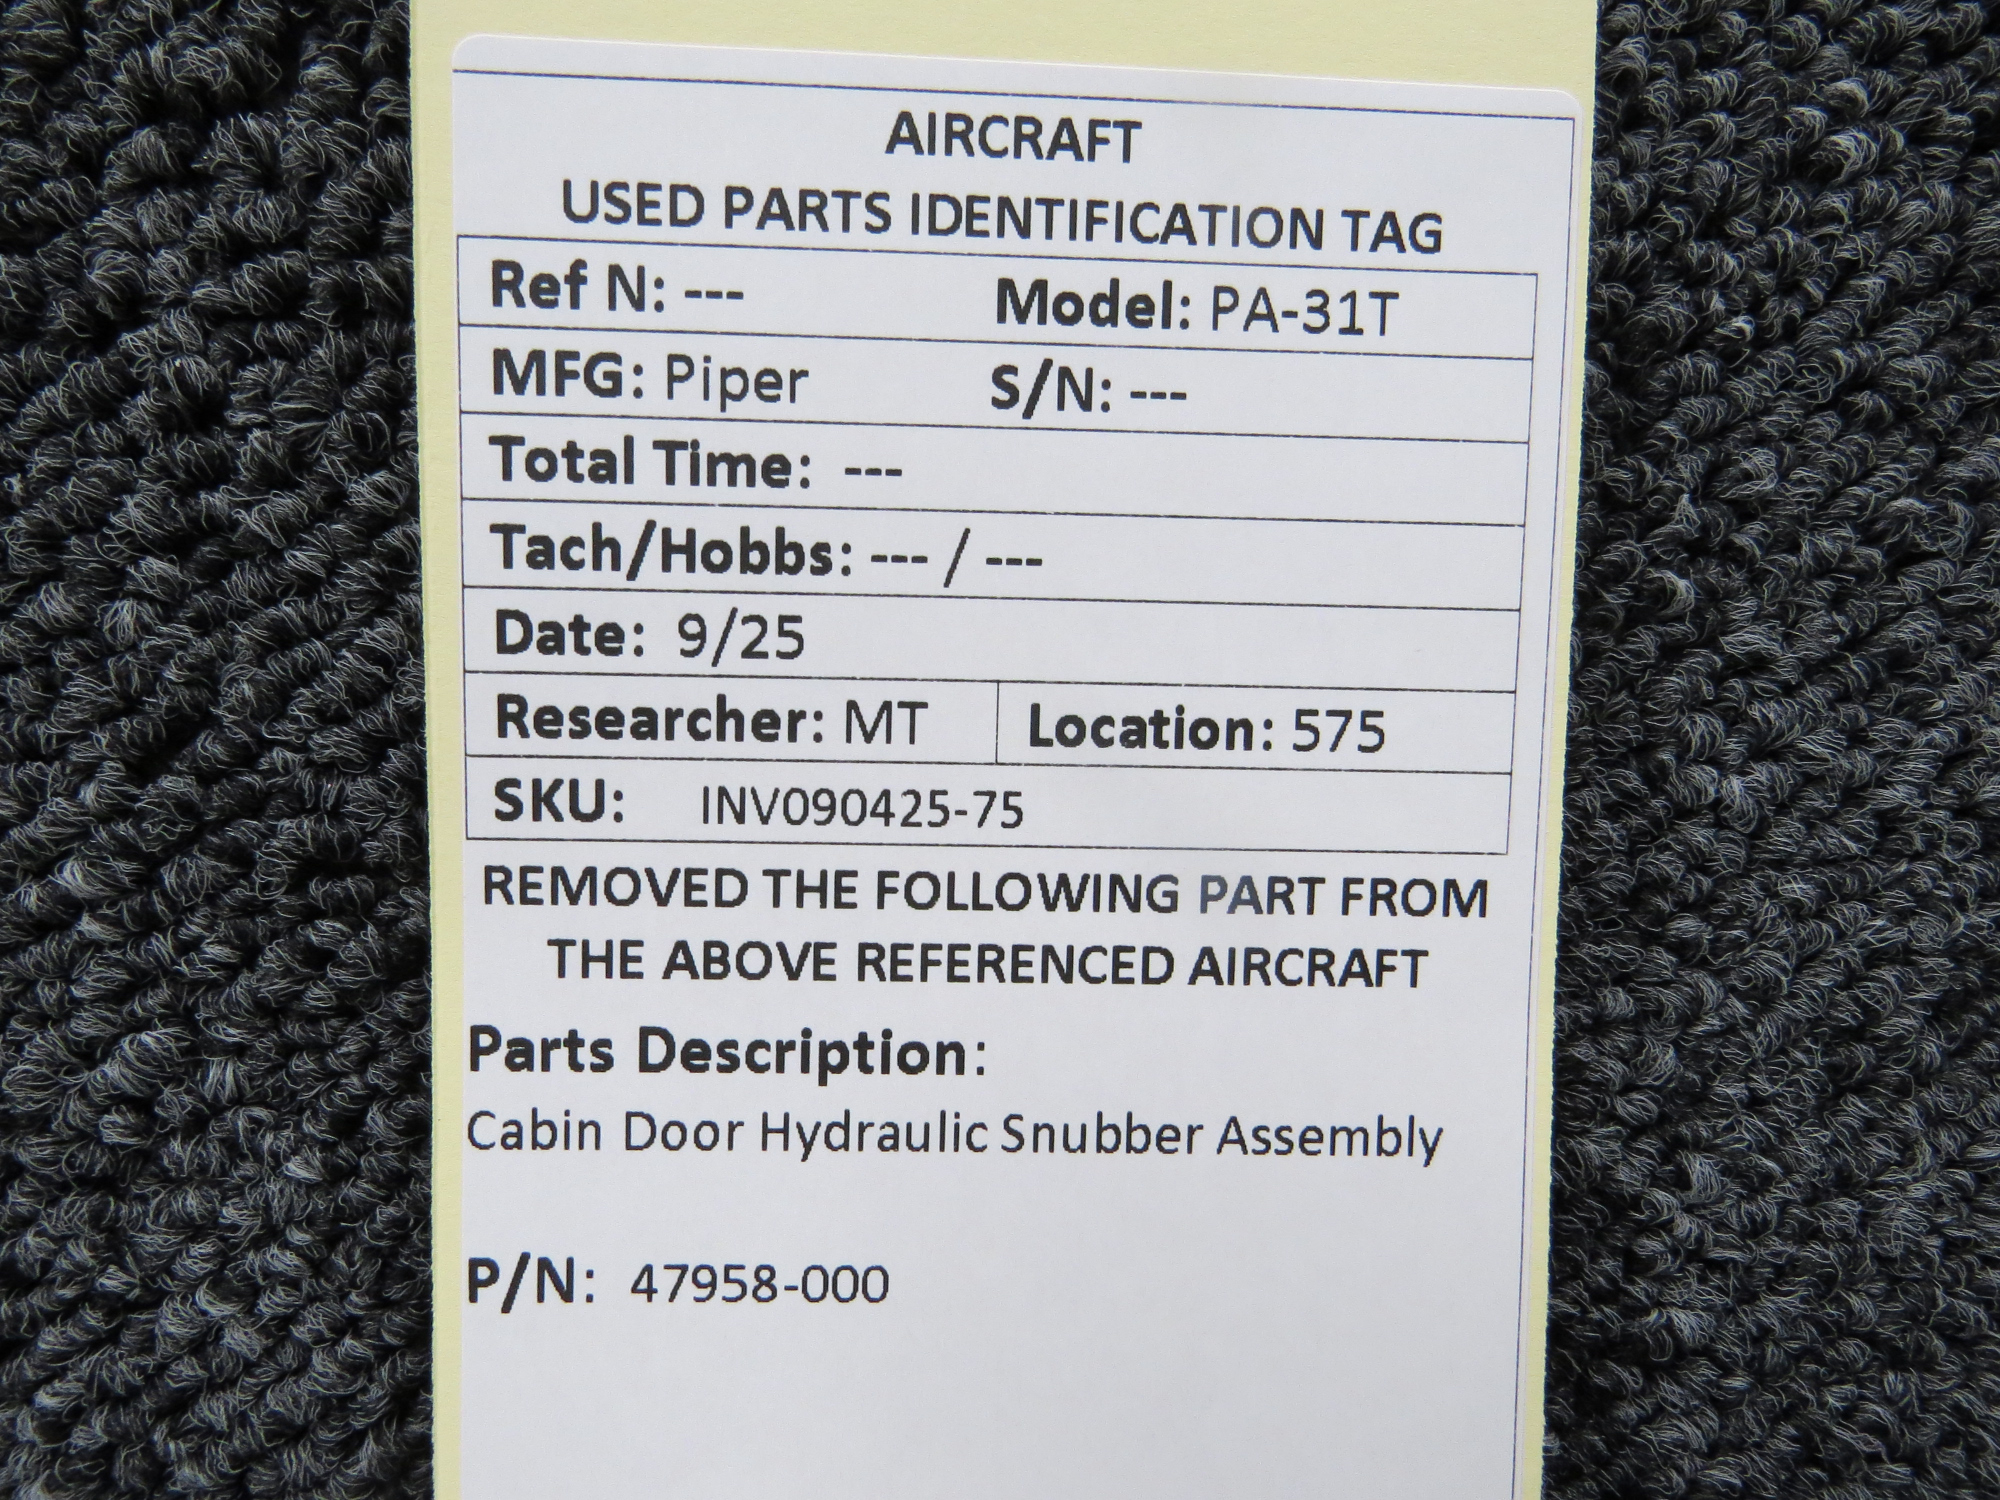 AIRCRAFT
USED PARTS IDENTIFICATION TAG
Ref N: --- Model: PA-31T
MFG: Piper S/N: ---
Total Time: ---
Tach/Hobbs: --- / ---
Date: 9/25
Researcher: MT Location: 575
SKU: INV090425-75
REMOVED THE FOLLOWING PART FROM
THE ABOVE REFERENCED AIRCRAFT
Parts Description:
Cabin Door Hydraulic Snubber Assembly
P/N: 47958-000